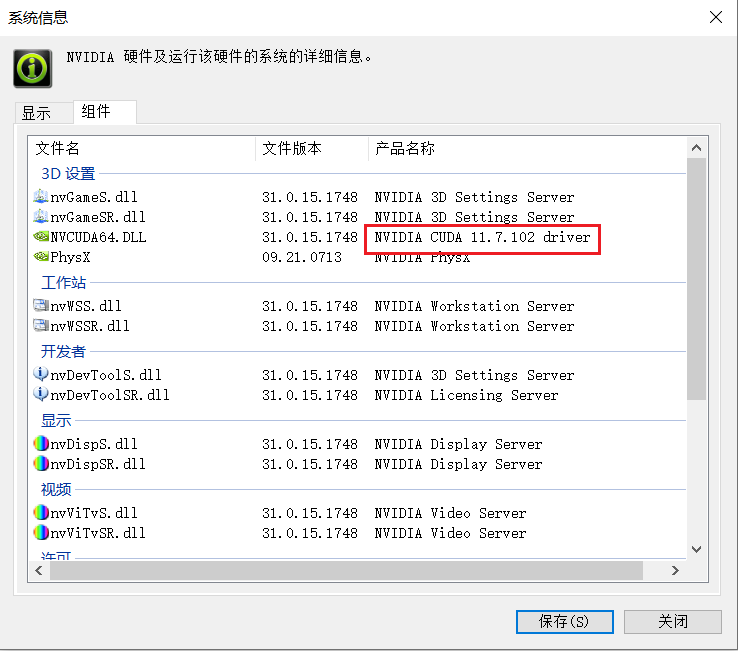 系统信息
NVIDIA 硬件及运行该硬件的系统的详细信息。
显示 组件
文件名 文件版本 产品名称
3D 设置
nvGameS.dll 31.0.15.1748 NVIDIA 3D Settings Server
nvGameSR.dll 31.0.15.1748 NVIDIA 3D Settings Server
NVCUDA64.DLL 31.0.15.1748 NVIDIA CUDA 11.7.102 driver
PhysX 09.21.0713 NVIDIA PhysX
工作站
nvWSS.dll 31.0.15.1748 NVIDIA Workstation Server
nvWSSR.dll 31.0.15.1748 NVIDIA Workstation Server
开发者
nvDevToolS.dll 31.0.15.1748 NVIDIA 3D Settings Server
nvDevToolSR.dll 31.0.15.1748 NVIDIA Licensing Server
显示
nvDispS.dll 31.0.15.1748 NVIDIA Display Server
nvDispSR.dll 31.0.15.1748 NVIDIA Display Server
视频
nvViTvS.dll 31.0.15.1748 NVIDIA Video Server
nvViTvSR.dll 31.0.15.1748 NVIDIA Video Server
许可
保存(S) 关闭